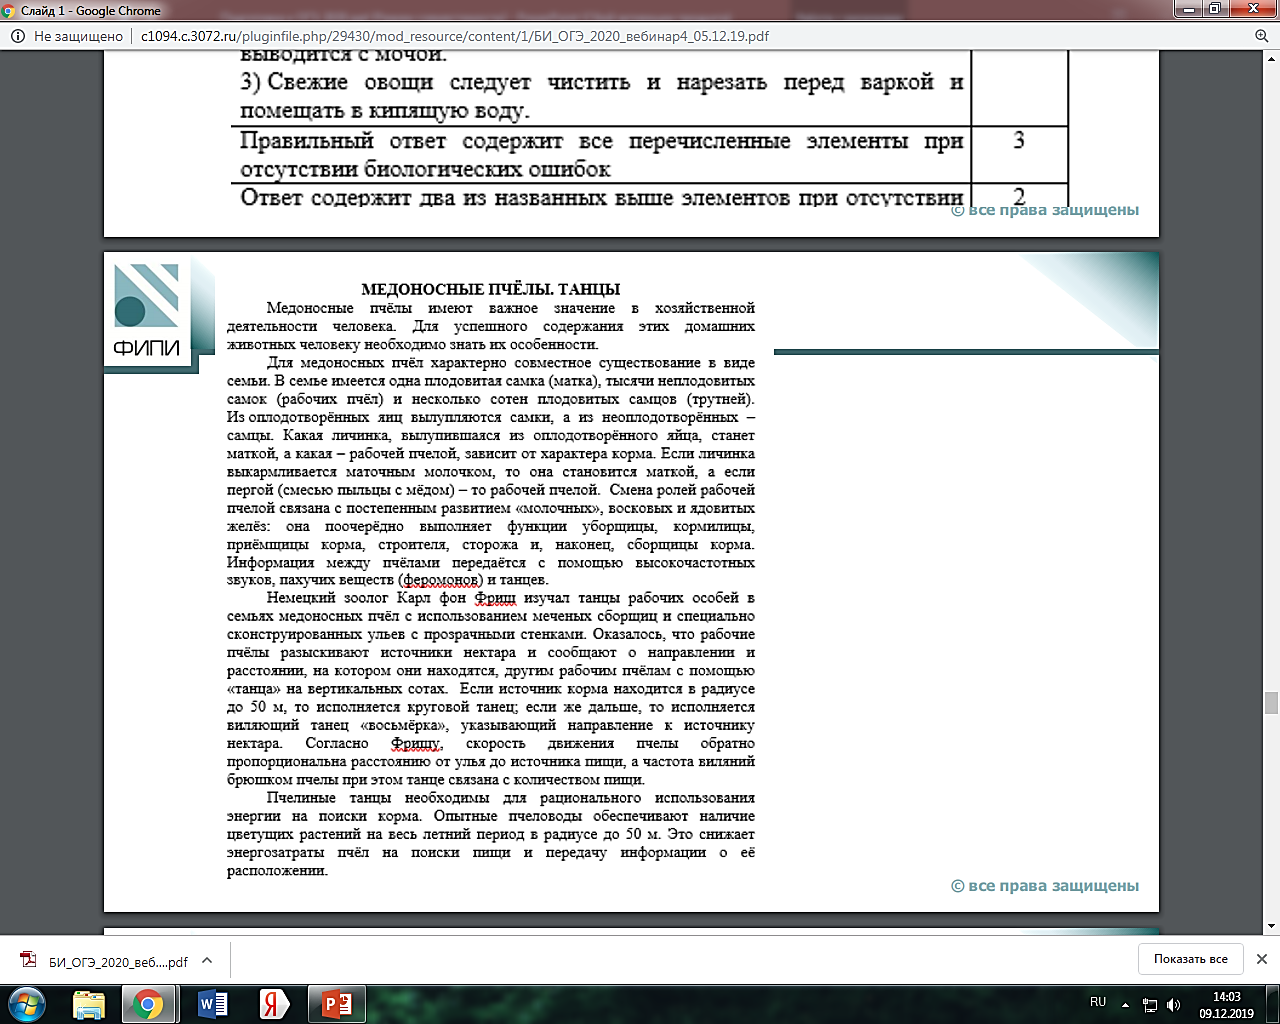 Слайд 1 - Google Chrome
Не защищено | c1094.c.3072.ru/pluginfile.php/29430/mod_resource/content/1/БИ_ОГЭ_2020_вебинар4_05.12.19.pdf
выводится с мочой.
3) Свежие овощи следует чистить и нарезать перед варкой и
помещать в кипящую воду.
Правильный ответ содержит все перечисленные элементы при 3
отсутствии биологических ошибок
Ответ содержит два из названных выше элементов при отсутствии 2
© все права защищены
ФИПИ
МЕДОНОСНЫЕ ПЧЁЛЫ. ТАНЦЫ
Медоносные пчёлы имеют важное значение в хозяйственной
деятельности человека. Для успешного содержания этих домашних
животных человеку необходимо знать их особенности.
Для медоносных пчёл характерно совместное существование в виде
семьи. В семье имеется одна плодовитая самка (матка), тысячи неплодовитых
самок (рабочих пчёл) и несколько сотен плодовитых самцов (трутней).
Из оплодотворённых яиц вылупляются самки, а из неоплодотворённых –
самцы. Какая личинка, вылупившаяся из оплодотворённого яйца, станет
маткой, а какая – рабочей пчелой, зависит от характера корма. Если личинка
выкармливается маточным молочком, то она становится маткой, а если
пергой (смесью пыльцы с мёдом) – то рабочей пчелой. Смена ролей рабочей
пчелой связана с постепенным развитием «молочных», восковых и ядовитых
желёз: она поочерёдно выполняет функции уборщицы, кормилицы,
приёмщицы корма, строителя, сторожа и, наконец, сборщицы корма.
Информация между пчёлами передаётся с помощью высокочастотных
звуков, пахучих веществ (феромонов) и танцев.
Немецкий зоолог Карл фон Фриш изучал танцы рабочих особей в
семьях медоносных пчёл с использованием меченых сборщиц и специально
сконструированных ульев с прозрачными стенками. Оказалось, что рабочие
пчёлы разыскивают источники нектара и сообщают о направлении и
расстоянии, на котором они находятся, другим рабочим пчёлам с помощью
«танца» на вертикальных сотах. Если источник корма находится в радиусе
до 50 м, то исполняется круговой танец; если же дальше, то исполняется
виляющий танец «восьмёрка», указывающий направление к источнику
нектара. Согласно Фришу, скорость движения пчелы обратно
пропорциональна расстоянию от улья до источника пищи, а частота виляний
брюшком пчелы при этом танце связана с количеством пищи.
Пчелиные танцы необходимы для рационального использования
энергии на поиски корма. Опытные пчеловоды обеспечивают наличие
цветущих растений на весь летний период в радиусе до 50 м. Это снижает
энергозатраты пчёл на поиски пищи и передачу информации о её
расположении.
© все права защищены
БИ_ОГЭ_2020_веб....pdf
Показать все
RU
14:03
09.12.2019